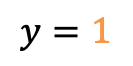 y = 1